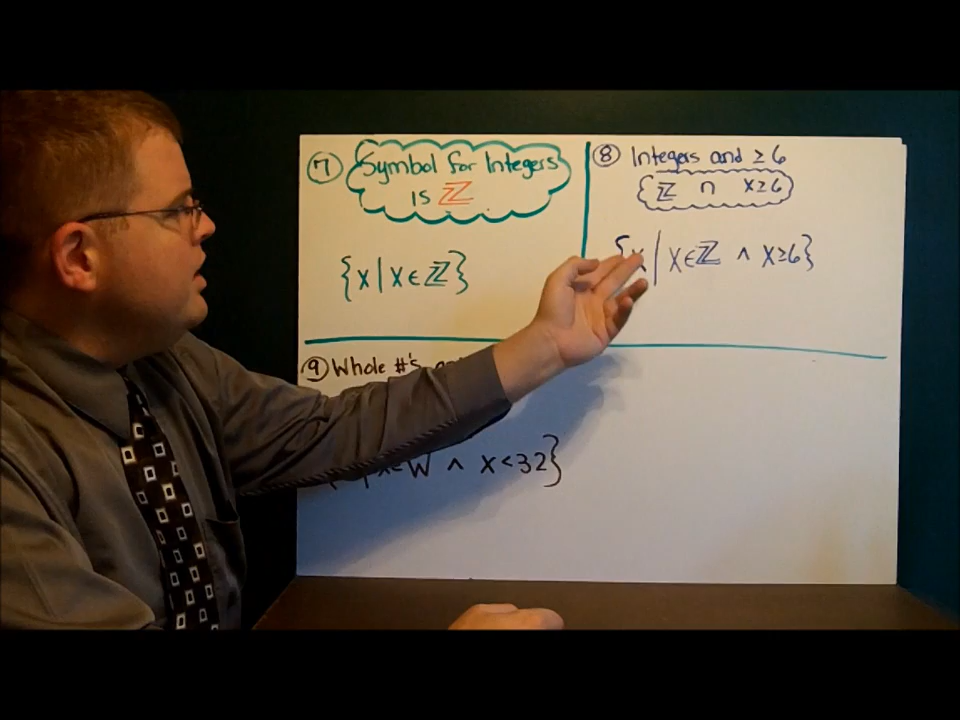 ⑦ Symbol for Integers
is ℤ
{x | x ∈ ℤ}
⑧ Integers and ≥ 6
ℤ ∩ x ≥ 6
{x | x ∈ ℤ ∧ x ≥ 6}
⑨ Whole #'s
x ∈ W ∧ x < 32}